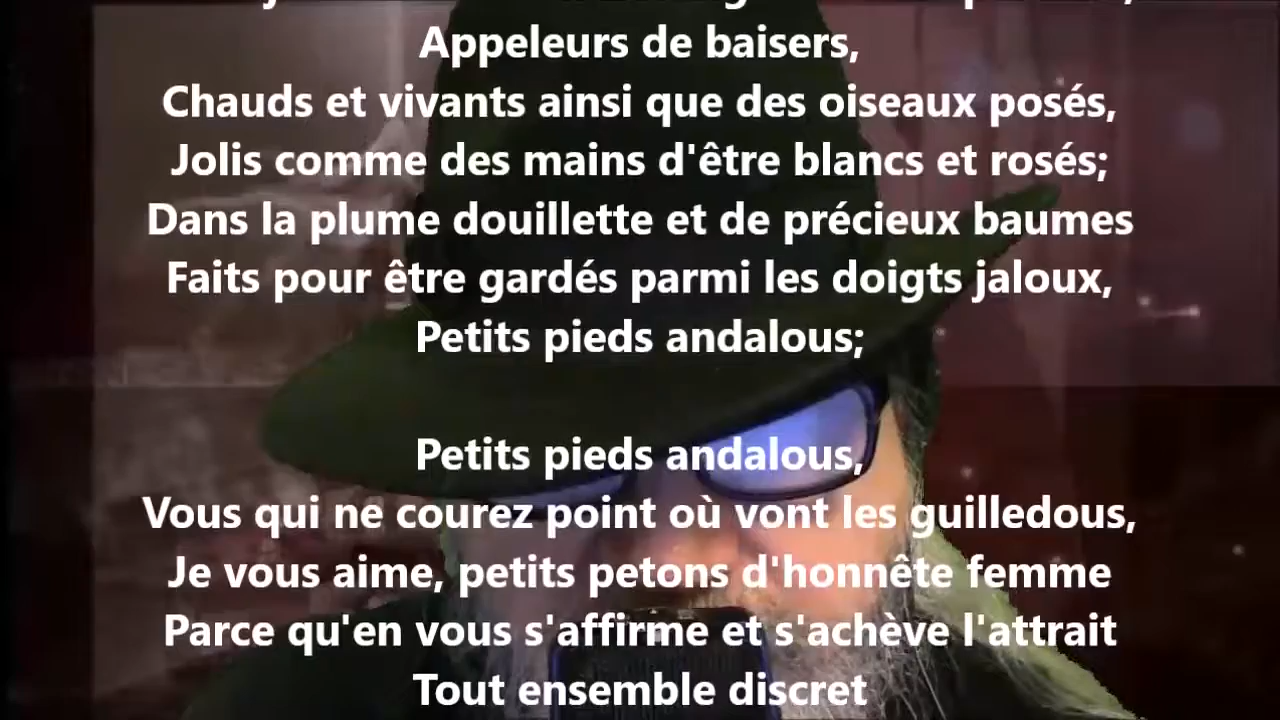 Appeleurs de baisers,
Chauds et vivants ainsi que des oiseaux posés,
Jolis comme des mains d'être blancs et rosés;
Dans la plume douillette et de précieux baumes
Faits pour être gardés parmi les doigts jaloux,
Petits pieds andalous;
Petits pieds andalous,
Vous qui ne courez point où vont les guilledous,
Je vous aime, petits petons d'honnête femme
Parce qu'en vous s'affirme et s'achève l'attrait
Tout ensemble discret